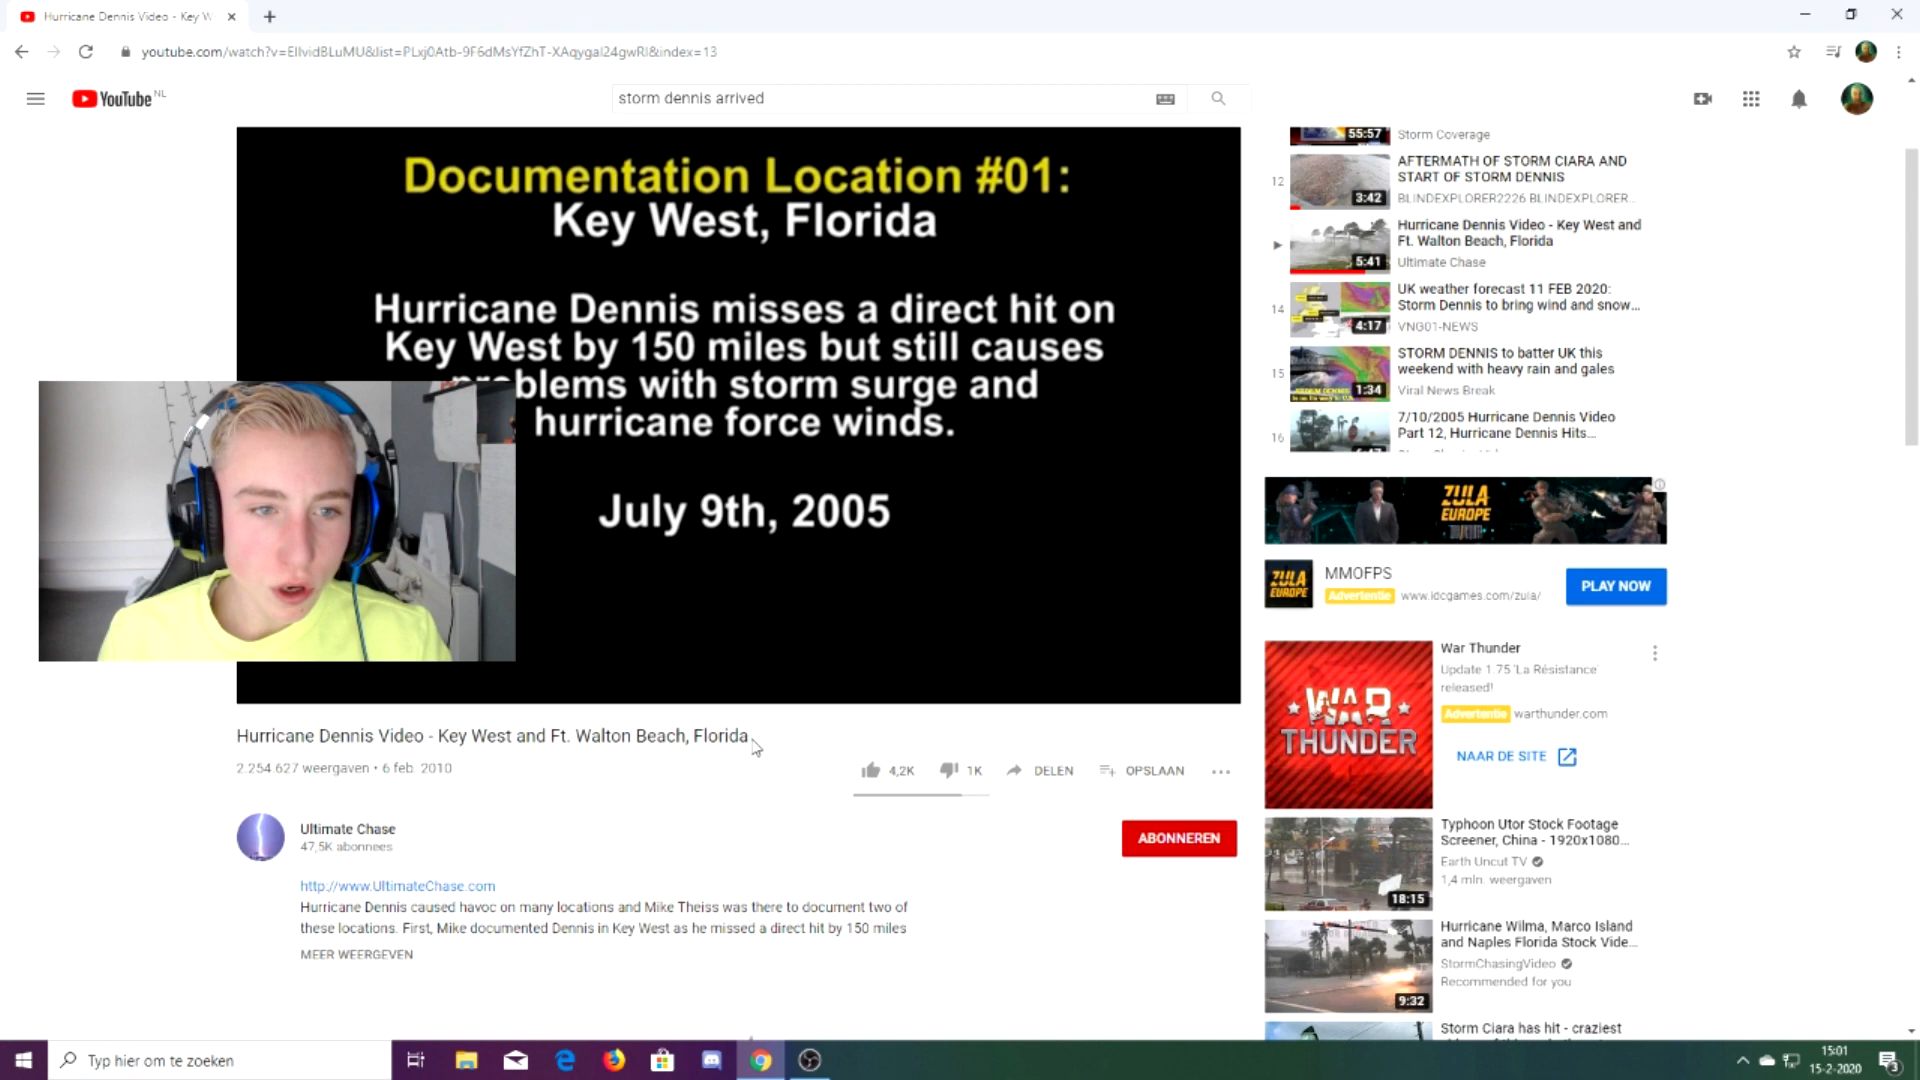 Hurricane Dennis Video - Key W
youtube.com/watch?v=EllvidBLuMU&list=PLxj0Atb-9F6dMsYfZhT-XAqygal24gwRl&index=13
YouTube NL
storm dennis arrived
Documentation Location #01:
Key West, Florida
Hurricane Dennis misses a direct hit on
Key West by 150 miles but still causes
problems with storm surge and
hurricane force winds.
July 9th, 2005
Hurricane Dennis Video - Key West and Ft. Walton Beach, Florida
2.254.627 weergaven • 6 feb. 2010
4,2K
1K
DELEN
OPSLAAN
Ultimate Chase
47,5K abonnees
ABONNEREN
http://www.UltimateChase.com
Hurricane Dennis caused havoc on many locations and Mike Theiss was there to document two of
these locations. First, Mike documented Dennis in Key West as he missed a direct hit by 150 miles
MEER WEERGEVEN
55:57
Storm Coverage
12
3:42
AFTERMATH OF STORM CIARA AND
START OF STORM DENNIS
BLINDEXPLORER2226 BLINDEXPLORER...
5:41
Hurricane Dennis Video - Key West and
Ft. Walton Beach, Florida
Ultimate Chase
14
4:17
UK weather forecast 11 FEB 2020:
Storm Dennis to bring wind and snow...
VNG01-NEWS
15
1:34
STORM DENNIS to batter UK this
weekend with heavy rain and gales
Viral News Break
16
7/10/2005 Hurricane Dennis Video
Part 12, Hurricane Dennis Hits...
ZULA
EUROPE
ZULA
EUROPE
MMOFPS
Advertentie www.idcgames.com/zula/
PLAY NOW
WAR
THUNDER
War Thunder
Update 1.75 'La Résistance'
released!
Advertentie warthunder.com
NAAR DE SITE
18:15
Typhoon Utor Stock Footage
Screener, China - 1920x1080...
Earth Uncut TV
1,4 mln. weergaven
9:32
Hurricane Wilma, Marco Island
and Naples Florida Stock Vide...
StormChasingVideo
Recommended for you
Storm Ciara has hit - craziest
Typ hier om te zoeken
15:01
15-2-2020
3